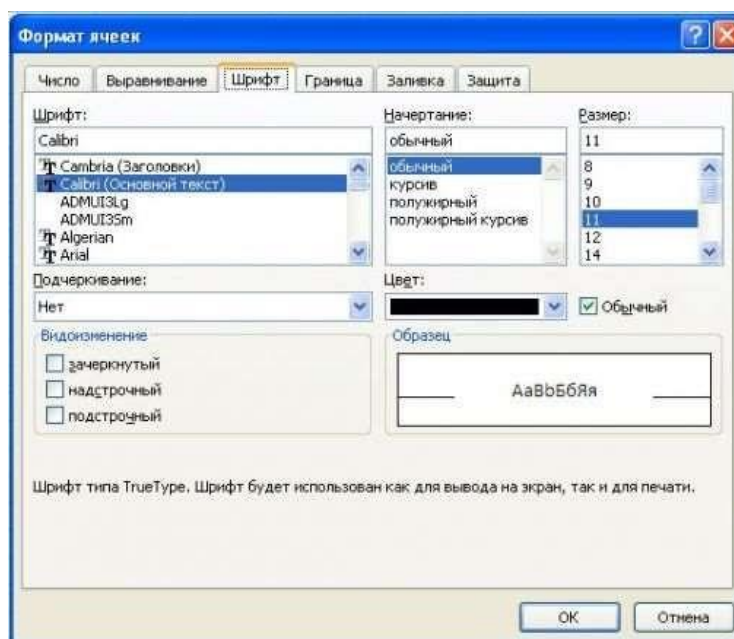 Формат ячеек
Число Выравнивание Шрифт Граница Заливка Защита
Шрифт: Начертание: Размер:
Calibri обычный 11
Cambria (Заголовки) обычный 8
Calibri (Основной текст) курсив 9
ADMUI3Lg полужирный 10
ADMUI3Sm полужирный курсив 11
Algerian 12
Arial 14
Подчеркивание: Цвет:
Нет Обычный
Видоизменение Образец
зачеркнутый
надстрочный АаВbБбЯя
подстрочный
Шрифт типа TrueType. Шрифт будет использован как для вывода на экран, так и для печати.
ОК Отмена